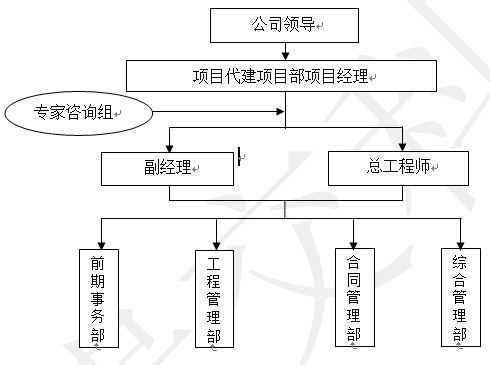 公司领导
项目代建项目部项目经理
专家咨询组
副经理
总工程师
前期事务部
工程管理部
合同管理部
综合管理部